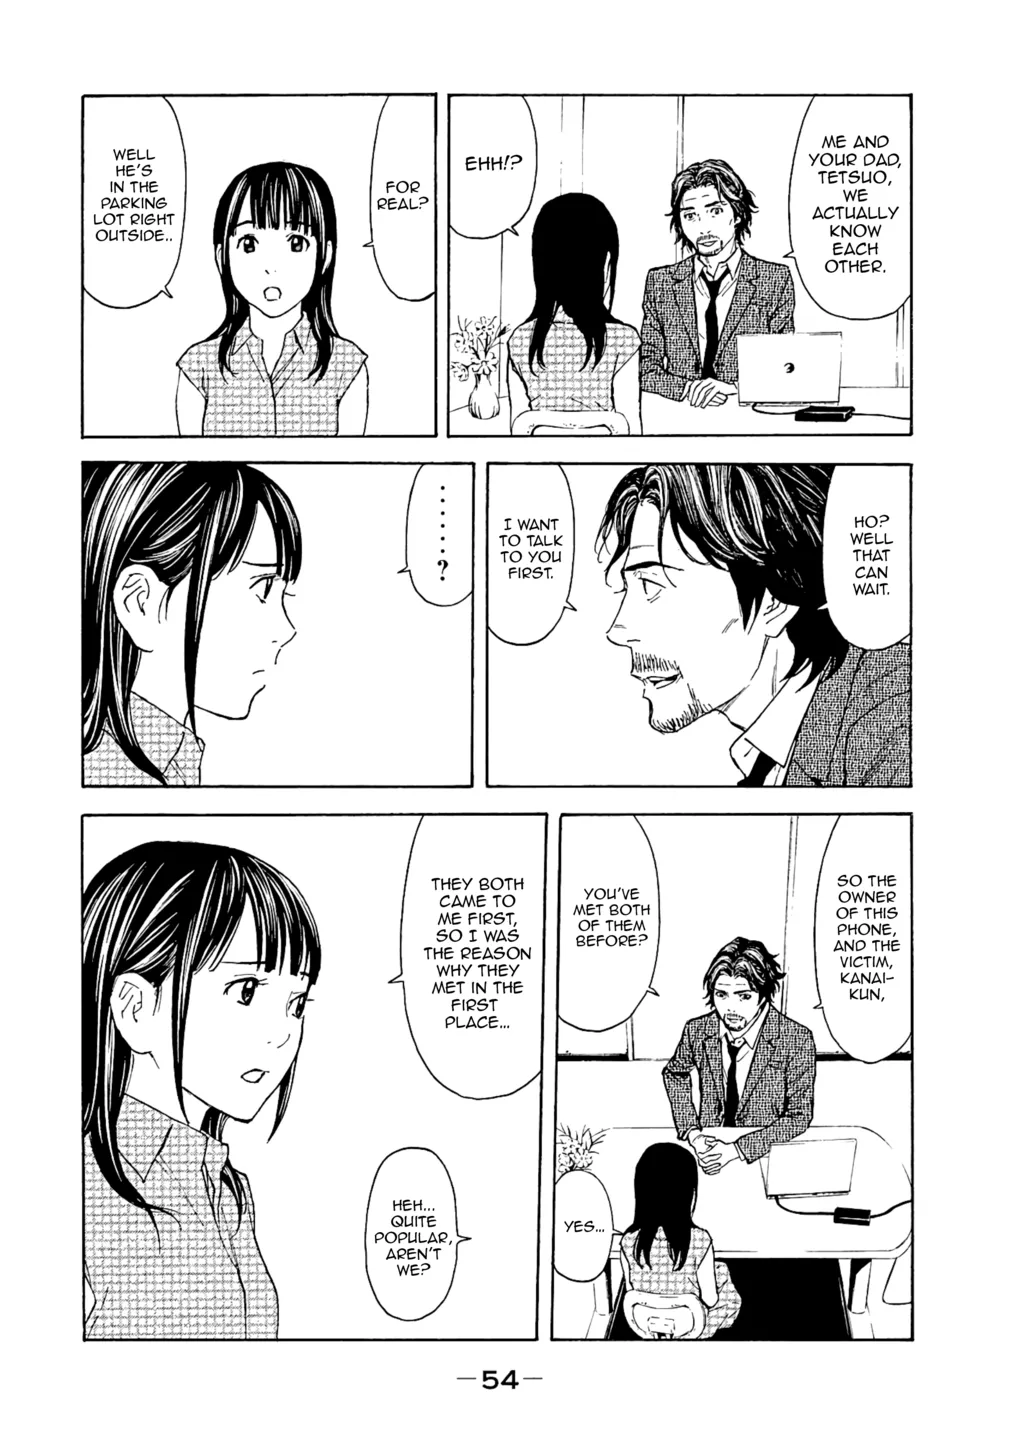 ME AND
YOUR DAD,
TETSUO,
WE
ACTUALLY
KNOW
EACH
OTHER.
EHH!?
FOR
REAL?
WELL
HE'S
IN THE
PARKING
LOT RIGHT
OUTSIDE..
HO?
WELL
THAT
CAN
WAIT.
I WANT
TO TALK
TO YOU
FIRST.
......?
SO THE
OWNER
OF THIS
PHONE,
AND THE
VICTIM,
KANAI-
KUN,
YOU'VE
MET BOTH
OF THEM
BEFORE?
YES...
THEY BOTH
CAME TO
ME FIRST,
SO I WAS
THE REASON
WHY THEY
MET IN THE
FIRST
PLACE...
HEH...
QUITE
POPULAR,
AREN'T
WE?
—54—